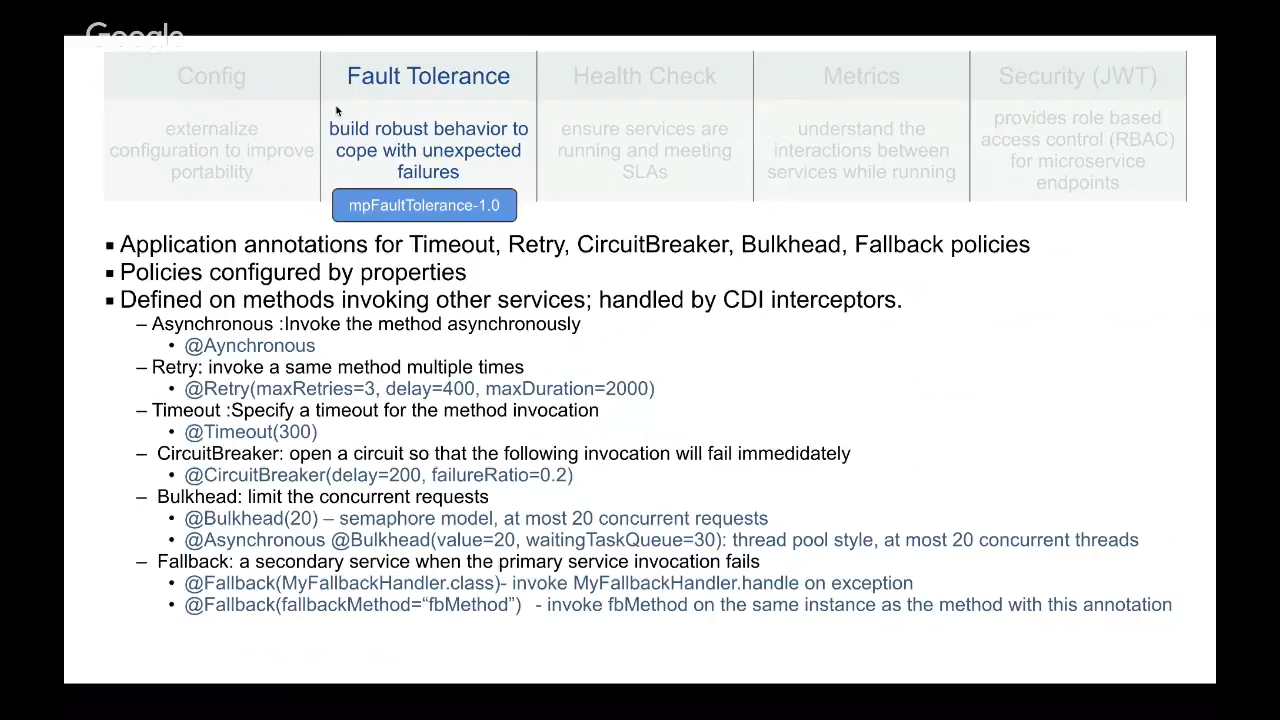 Google
Config
Fault Tolerance
Health Check
Metrics
Security (JWT)
externalize
configuration to improve
portability
build robust behavior to
cope with unexpected
failures
ensure services are
running and meeting
SLAs
understand the
interactions between
services while running
provides role based
access control (RBAC)
for microservice
endpoints
mpFaultTolerance-1.0
▪ Application annotations for Timeout, Retry, CircuitBreaker, Bulkhead, Fallback policies
▪ Policies configured by properties
▪ Defined on methods invoking other services; handled by CDI interceptors.
– Asynchronous :Invoke the method asynchronously
• @Aynchronous
– Retry: invoke a same method multiple times
• @Retry(maxRetries=3, delay=400, maxDuration=2000)
– Timeout :Specify a timeout for the method invocation
• @Timeout(300)
– CircuitBreaker: open a circuit so that the following invocation will fail immedidately
• @CircuitBreaker(delay=200, failureRatio=0.2)
– Bulkhead: limit the concurrent requests
• @Bulkhead(20) – semaphore model, at most 20 concurrent requests
• @Asynchronous @Bulkhead(value=20, waitingTaskQueue=30): thread pool style, at most 20 concurrent threads
– Fallback: a secondary service when the primary service invocation fails
• @Fallback(MyFallbackHandler.class)- invoke MyFallbackHandler.handle on exception
• @Fallback(fallbackMethod=“fbMethod”) - invoke fbMethod on the same instance as the method with this annotation